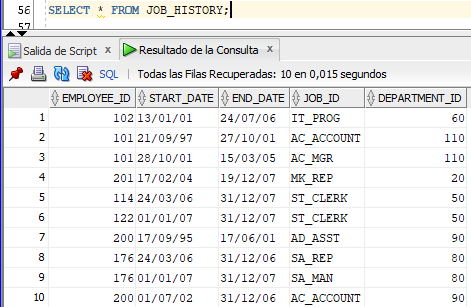 56 SELECT * FROM JOB_HISTORY;
57
Salida de Script x Resultado de la Consulta x
SQL | Todas las Filas Recuperadas: 10 en 0,015 segundos
EMPLOYEE_ID START_DATE END_DATE JOB_ID DEPARTMENT_ID
1 102 13/01/01 24/07/06 IT_PROG 60
2 101 21/09/97 27/10/01 AC_ACCOUNT 110
3 101 28/10/01 15/03/05 AC_MGR 110
4 201 17/02/04 19/12/07 MK_REP 20
5 114 24/03/06 31/12/07 ST_CLERK 50
6 122 01/01/07 31/12/07 ST_CLERK 50
7 200 17/09/95 17/06/01 AD_ASST 90
8 176 24/03/06 31/12/06 SA_REP 80
9 176 01/01/07 31/12/07 SA_MAN 80
10 200 01/07/02 31/12/06 AC_ACCOUNT 90